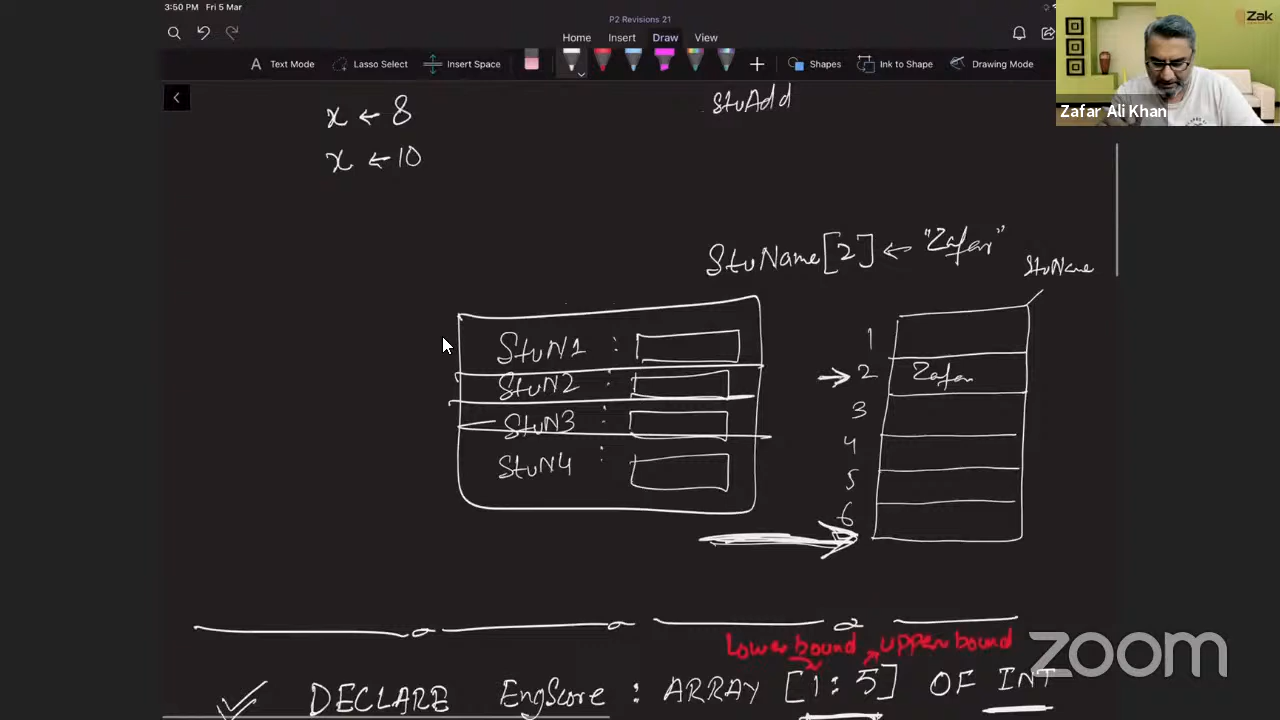 3:50 PM Fri 5 Mar
P2 Revisions 21
Home Insert Draw View
Text Mode Lasso Select Insert Space Shapes Ink to Shape Drawing Mode
Zak
Zafar Ali Khan
x ← 8
StuAdd
x ← 10
StuName[2] ← "Zafar"
StuName
StuN1 :
StuN2 :
StuN3 :
StuN4 :
1
2 Zafar
3
4
5
6
Lower bound upper bound
zoom
DECLARE EngScore : ARRAY [1 : 5] OF INT